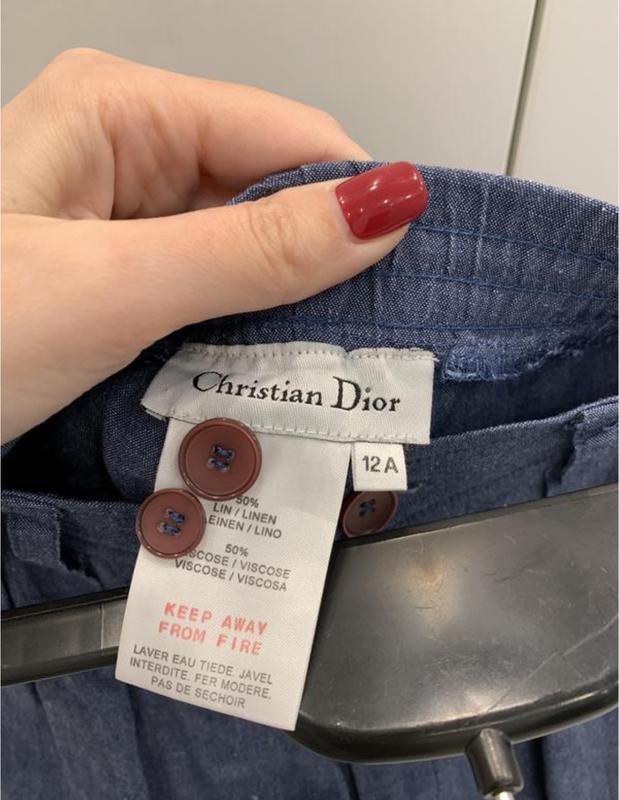 Christian Dior
12A
50%
LIN / LINEN
LEINEN / LINO
50%
VISCOSE / VISCOSE
VISCOSE / VISCOSA
KEEP AWAY
FROM FIRE
LAVER EAU TIEDE. JAVEL
INTERDITE. FER MODERE.
PAS DE SECHOIR